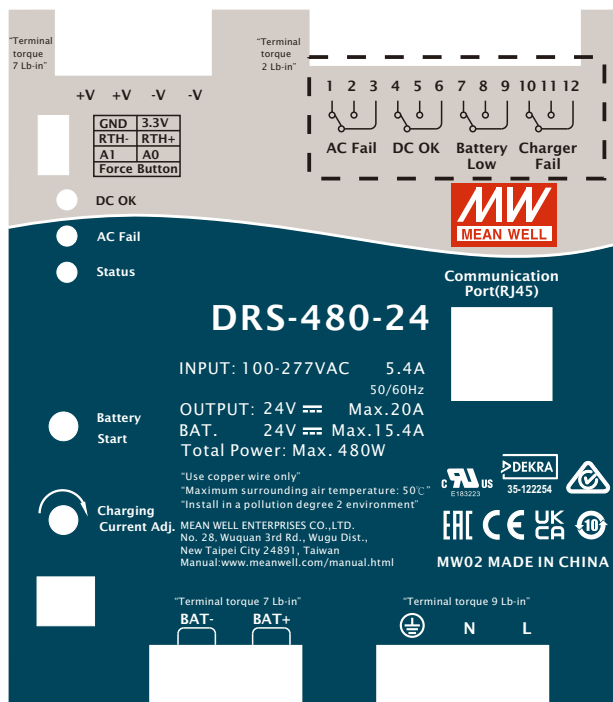 "Terminal
torque
7 Lb-in"
"Terminal
torque
2 Lb-in"
+V +V -V -V
1 2 3 4 5 6 7 8 9 10 11 12
AC Fail DC OK Battery Low Charger Fail
GND 3.3V
RTH- RTH+
A1 A0
Force Button
DC OK
AC Fail
Status
MW
MEAN WELL
Communication
Port(RJ45)
DRS-480-24
INPUT: 100-277VAC 5.4A
50/60Hz
OUTPUT: 24V ⎓ Max.20A
BAT. 24V ⎓ Max.15.4A
Total Power: Max. 480W
Battery
Start
"Use copper wire only"
"Maximum surrounding air temperature: 50℃"
"Install in a pollution degree 2 environment"
Charging
Current Adj.
MEAN WELL ENTERPRISES CO.,LTD.
No. 28, Wuquan 3rd Rd., Wugu Dist.,
New Taipei City 24891, Taiwan
Manual:www.meanwell.com/manual.html
c RU US
E183223
DEKRA
35-122254
EAC CE UK CA 10
MW02 MADE IN CHINA
"Terminal torque 7 Lb-in"
BAT- BAT+
"Terminal torque 9 Lb-in"
N L